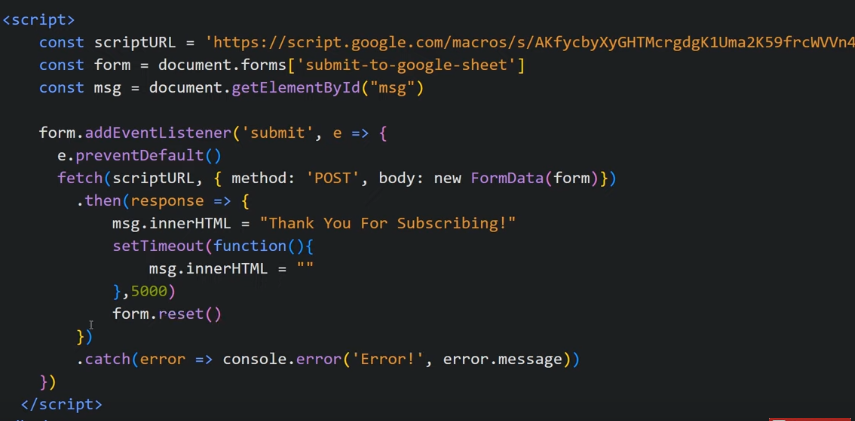 <script>
const scriptURL = 'https://script.google.com/macros/s/AKfycbyXyGHTMcrgdgK1Uma2K59frcWVVn4
const form = document.forms['submit-to-google-sheet']
const msg = document.getElementById("msg")
form.addEventListener('submit', e => {
e.preventDefault()
fetch(scriptURL, { method: 'POST', body: new FormData(form)})
.then(response => {
msg.innerHTML = "Thank You For Subscribing!"
setTimeout(function(){
msg.innerHTML = ""
},5000)
form.reset()
})
.catch(error => console.error('Error!', error.message))
})
</script>